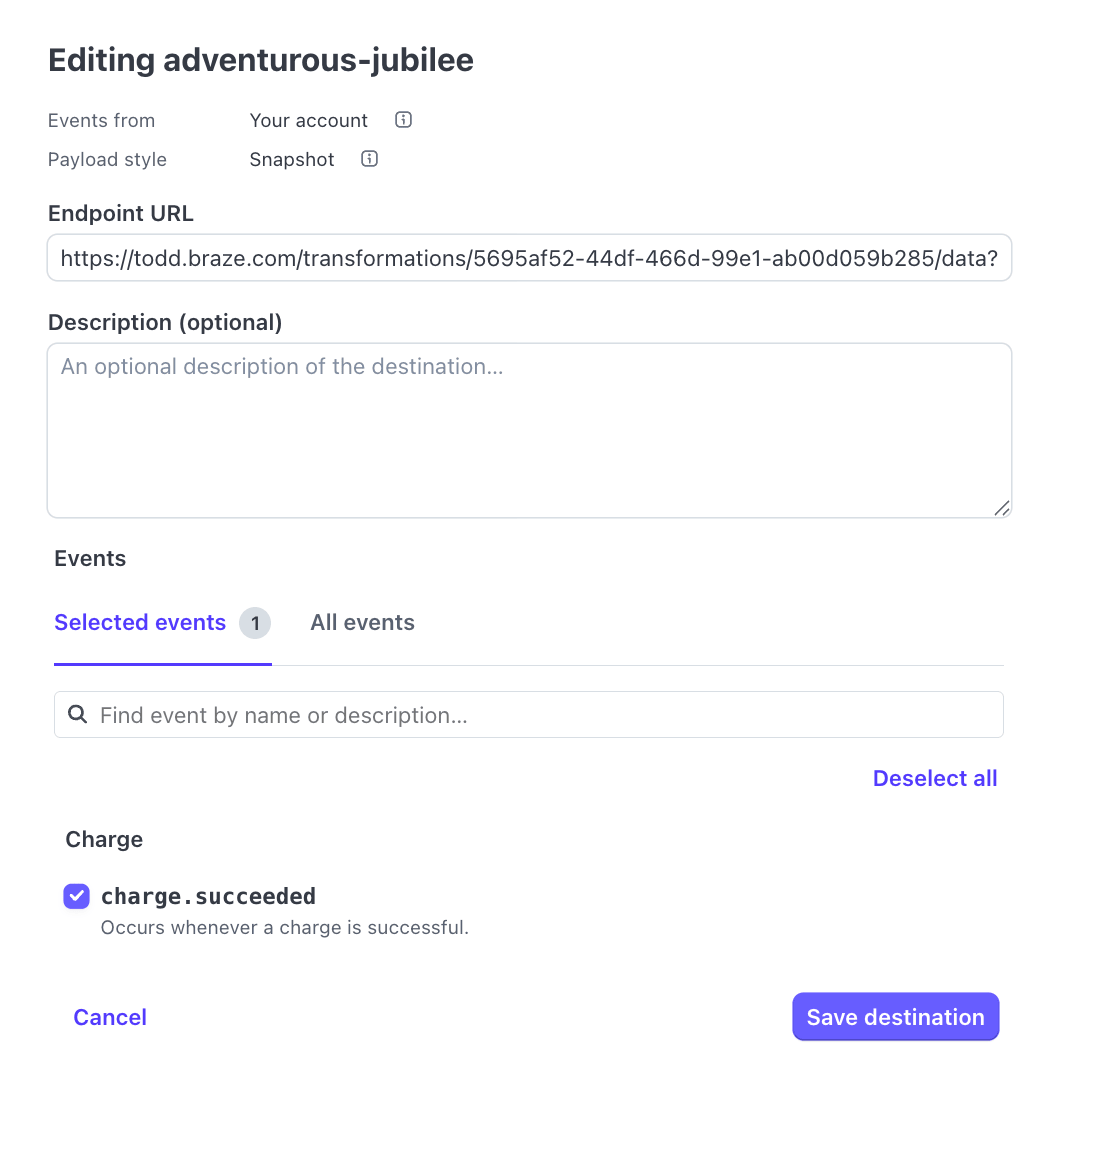 Editing adventurous-jubilee
Events from Your account
Payload style Snapshot
Endpoint URL
https://todd.braze.com/transformations/5695af52-44df-466d-99e1-ab00d059b285/data?
Description (optional)
An optional description of the destination...
Events
Selected events 1 All events
Find event by name or description...
Deselect all
Charge
charge.succeeded
Occurs whenever a charge is successful.
Cancel Save destination